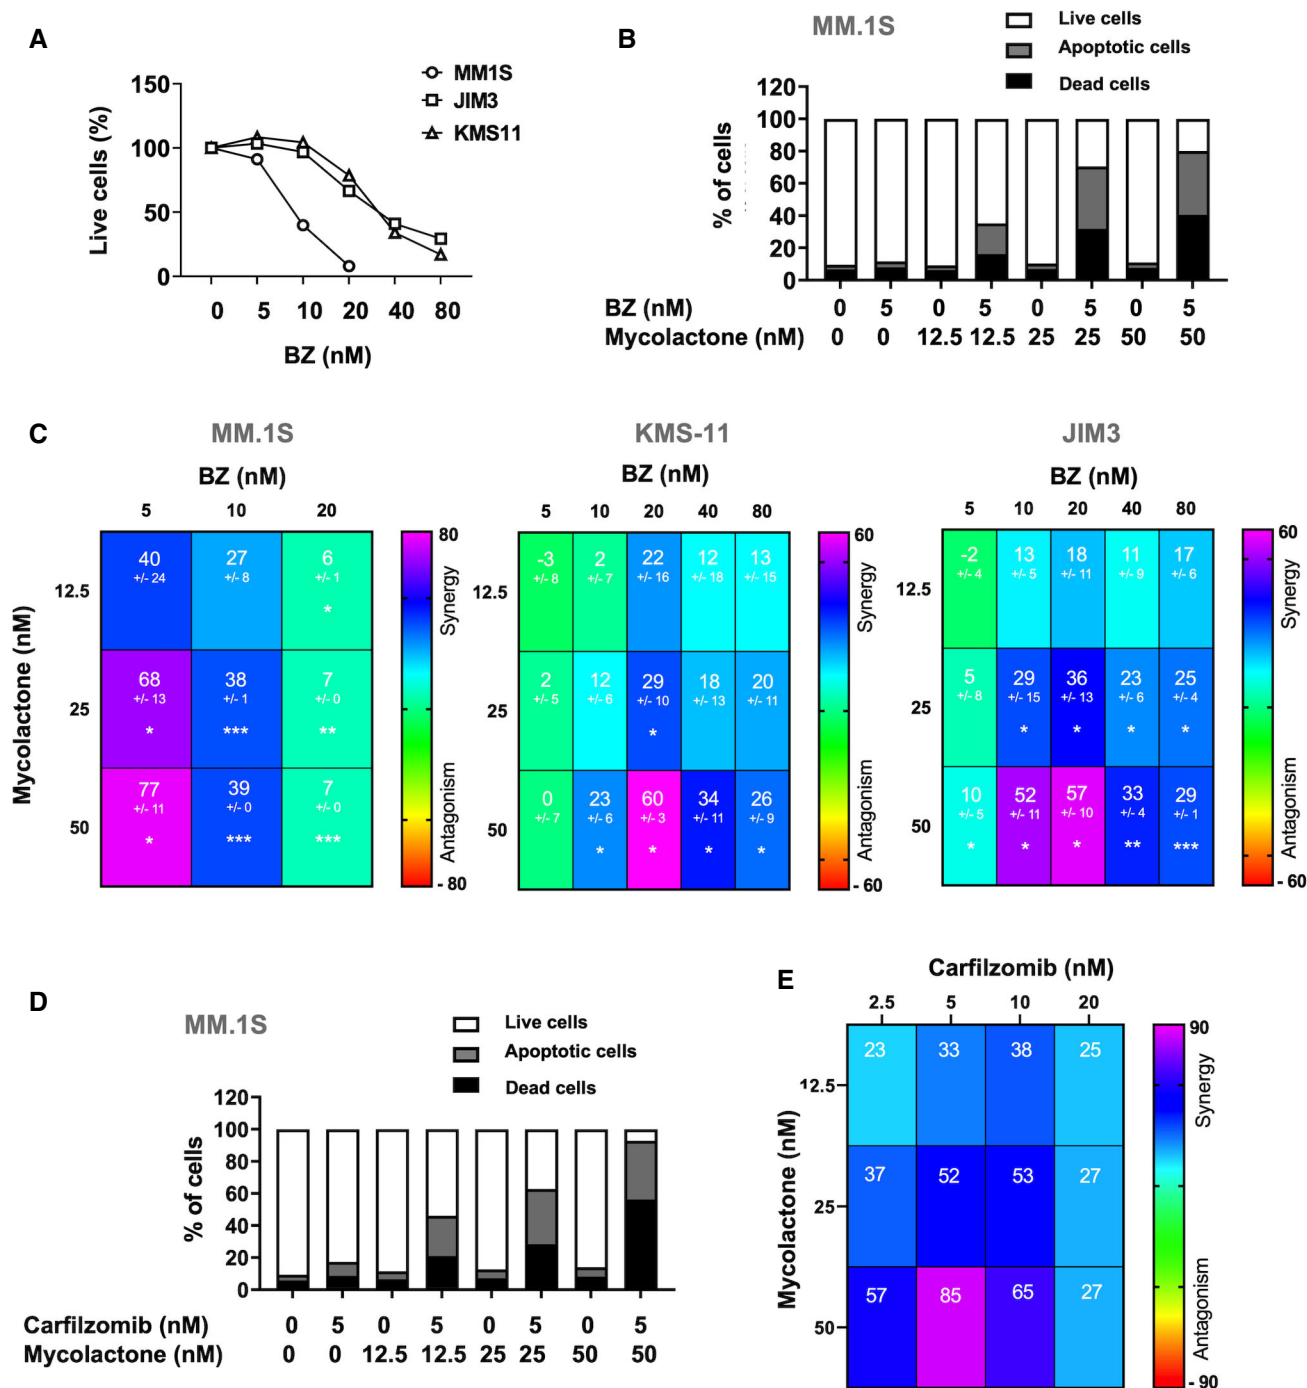 A
MM1S
JIM3
KMS11
150
100
50
0
Live cells (%)
0 5 10 20 40 80
BZ (nM)
B
MM.1S
Live cells
Apoptotic cells
Dead cells
120
100
80
60
40
20
0
% of cells
BZ (nM) 0 5 0 5 0 5 0 5
Mycolactone (nM) 0 0 12.5 12.5 25 25 50 50
C
MM.1S
BZ (nM)
5 10 20
Mycolactone (nM)
12.5
40 27 6
+/- 24 +/- 8 +/- 1
*
25
68 38 7
+/- 13 +/- 1 +/- 0
* *** **
50
77 39 7
+/- 11 +/- 0 +/- 0
* *** ***
80
Synergy
Antagonism
- 80
KMS-11
BZ (nM)
5 10 20 40 80
12.5
-3 2 22 12 13
+/- 8 +/- 7 +/- 16 +/- 18 +/- 15
25
2 12 29 18 20
+/- 5 +/- 6 +/- 10 +/- 13 +/- 11
*
50
0 23 60 34 26
+/- 7 +/- 6 +/- 3 +/- 11 +/- 9
* * * *
60
Synergy
Antagonism
- 60
JIM3
BZ (nM)
5 10 20 40 80
12.5
-2 13 18 11 17
+/- 4 +/- 5 +/- 11 +/- 9 +/- 6
25
5 29 36 23 25
+/- 8 +/- 15 +/- 13 +/- 6 +/- 4
* * * *
50
10 52 57 33 29
+/- 5 +/- 11 +/- 10 +/- 4 +/- 1
* * * ** ***
60
Synergy
Antagonism
- 60
D
MM.1S
Live cells
Apoptotic cells
Dead cells
120
100
80
60
40
20
0
% of cells
Carfilzomib (nM) 0 5 0 5 0 5 0 5
Mycolactone (nM) 0 0 12.5 12.5 25 25 50 50
E
Carfilzomib (nM)
2.5 5 10 20
Mycolactone (nM)
12.5
23 33 38 25
25
37 52 53 27
50
57 85 65 27
90
Synergy
Antagonism
- 90